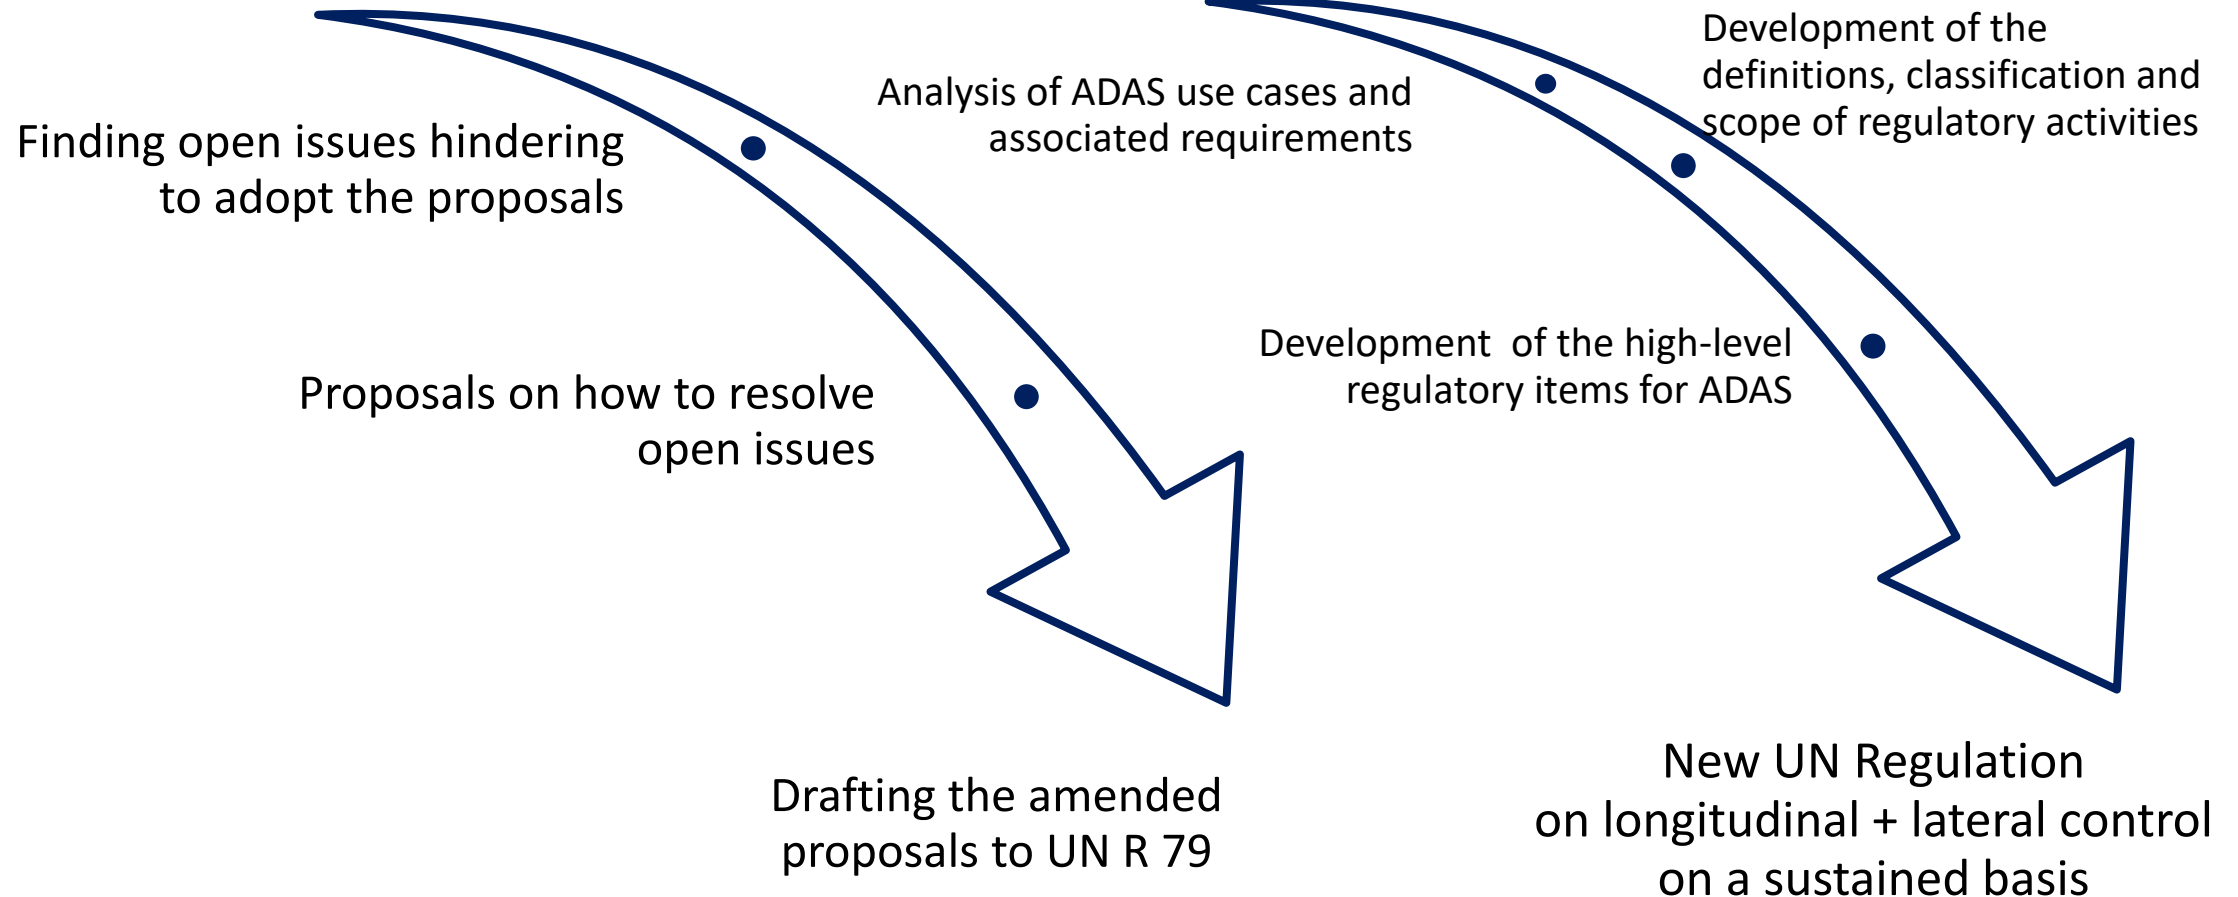 Finding open issues hindering
to adopt the proposals
Proposals on how to resolve
open issues
Drafting the amended
proposals to UN R 79
Analysis of ADAS use cases and
associated requirements
Development of the
definitions, classification and
scope of regulatory activities
Development  of the high-level
regulatory items for ADAS
New UN Regulation
on longitudinal + lateral control
on a sustained basis